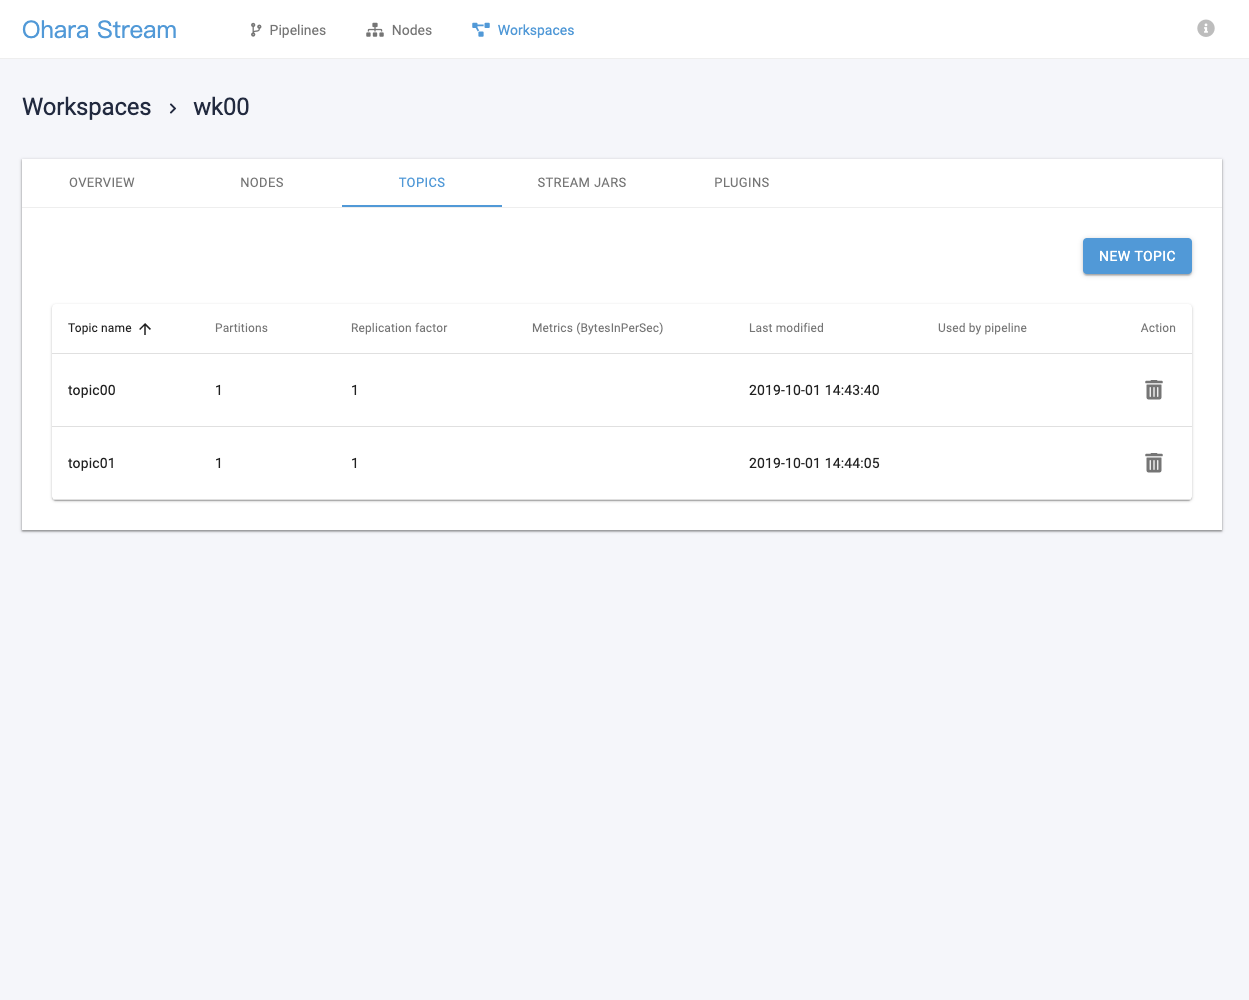 Ohara Stream Pipelines Nodes Workspaces
Workspaces › wk00
OVERVIEW NODES TOPICS STREAM JARS PLUGINS
NEW TOPIC
Topic name Partitions Replication factor Metrics (BytesInPerSec) Last modified Used by pipeline Action
topic00 1 1 2019-10-01 14:43:40
topic01 1 1 2019-10-01 14:44:05